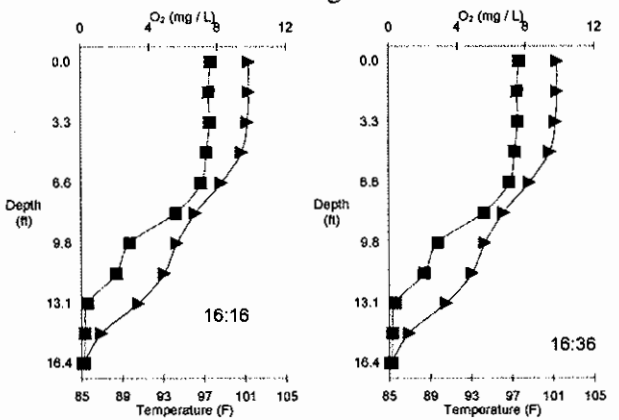 O₂ (mg / L)
0 4 8 12
0.0
3.3
6.6
Depth
(ft)
9.8
13.1
16.4
16:16
85 89 93 97 101 105
Temperature (F)
O₂ (mg / L)
0 4 8 12
0.0
3.3
6.6
Depth
(ft)
9.8
13.1
16.4
16:36
85 89 93 97 101 105
Temperature (F)